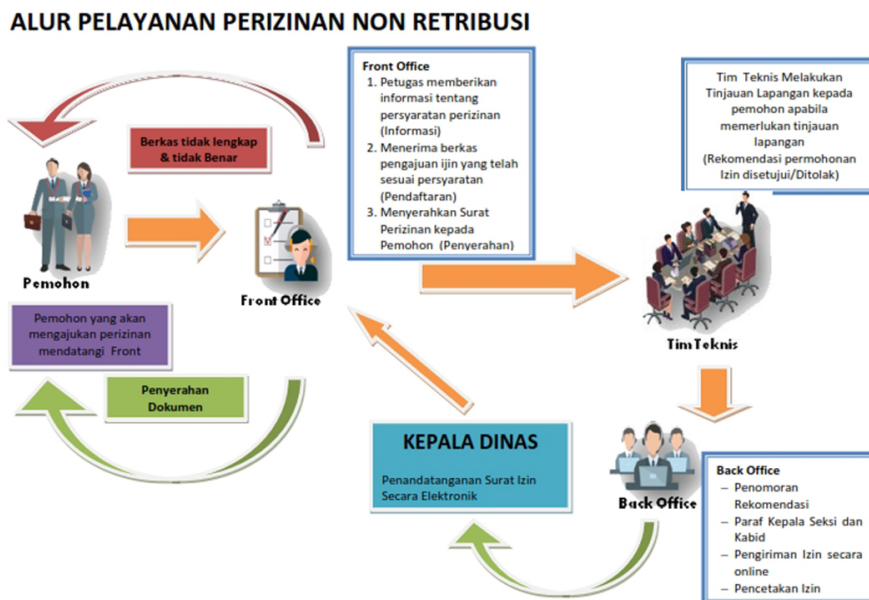 ALUR PELAYANAN PERIZINAN NON RETRIBUSI
Berkas tidak lengkap
& tidak Benar
Pemohon
Front Office
Front Office
1. Petugas memberikan
informasi tentang
persyaratan perizinan
(Informasi)
2. Menerima berkas
pengajuan ijin yang telah
sesuai persyaratan
(Pendaftaran)
3. Menyerahkan Surat
Perizinan kepada
Pemohon (Penyerahan)
Tim Teknis Melakukan
Tinjauan Lapangan kepada
pemohon apabila
memerlukan tinjauan
lapangan
(Rekomendasi permohonan
Izin disetujui/Ditolak)
Tim Teknis
Pemohon yang akan
mengajukan perizinan
mendatangi Front
Penyerahan
Dokumen
KEPALA DINAS
Penandatanganan Surat Izin
Secara Elektronik
Back Office
Back Office
– Penomoran
Rekomendasi
– Paraf Kepala Seksi dan
Kabid
– Pengiriman Izin secara
online
– Pencetakan Izin